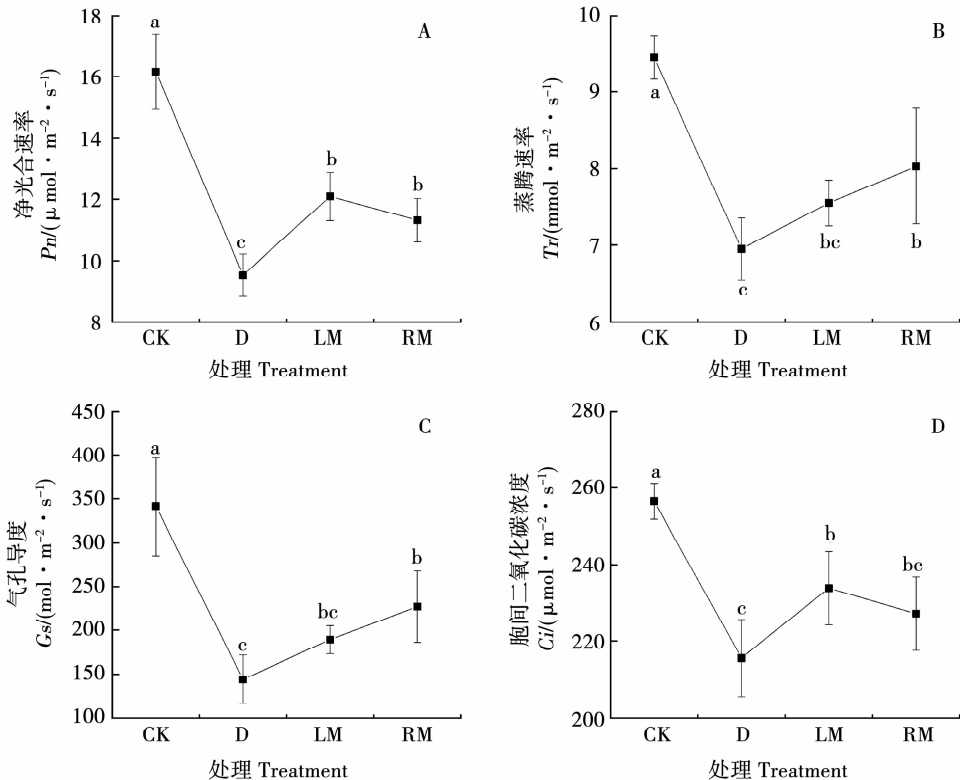 18
16
14
12
10
8
净光合速率
Pn/(μ mol·m⁻²·s⁻¹)
a
c
b
b
A
CK D LM RM
处理 Treatment
10
9
8
7
6
蒸腾速率
Tr/(mmol·m⁻²·s⁻¹)
a
c
bc
b
B
CK D LM RM
处理 Treatment
450
400
350
300
250
200
150
100
气孔导度
Gs/(mol·m⁻²·s⁻¹)
a
c
bc
b
C
CK D LM RM
处理 Treatment
280
260
240
220
200
胞间二氧化碳浓度
Ci/(μmol·m⁻²·s⁻¹)
a
c
b
bc
D
CK D LM RM
处理 Treatment